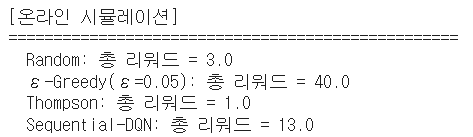 [온라인 시뮬레이션]
==================================================
Random: 총 리워드 = 3.0
ε-Greedy(ε=0.05): 총 리워드 = 40.0
Thompson: 총 리워드 = 1.0
Sequential-DQN: 총 리워드 = 13.0